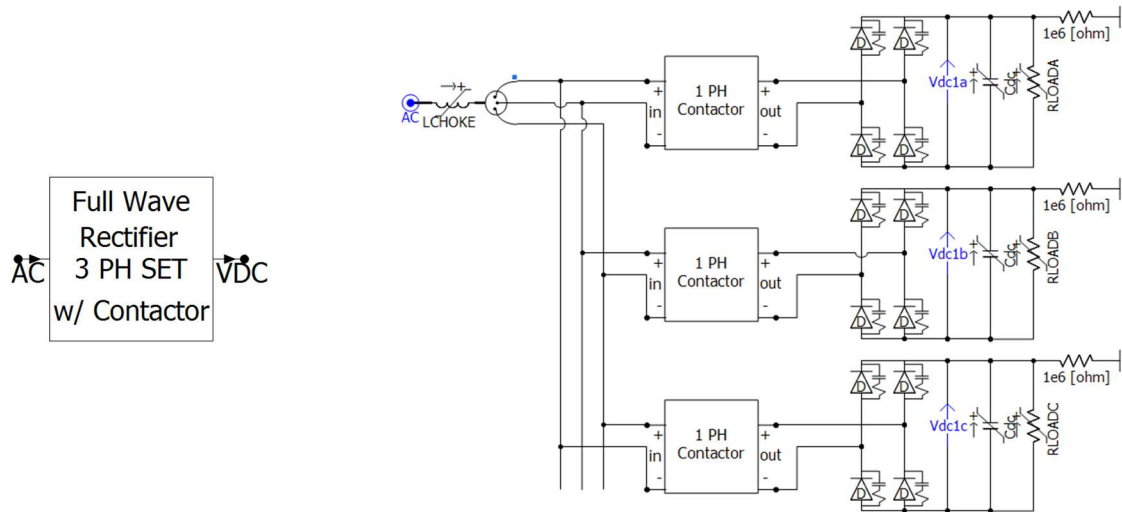 Full Wave
Rectifier
3 PH SET
w/ Contactor
AC
VDC
AC
LCHOKE
+
1 PH
Contactor
+ +
in out
- -
D D
D D
Vdc1a
+
Cdc
+
RLOADA
1e6 [ohm]
1 PH
Contactor
+ +
in out
- -
D D
D D
Vdc1b
+
Cdc
+
RLOADB
1e6 [ohm]
1 PH
Contactor
+ +
in out
- -
D D
D D
Vdc1c
+
Cdc
+
RLOADC
1e6 [ohm]